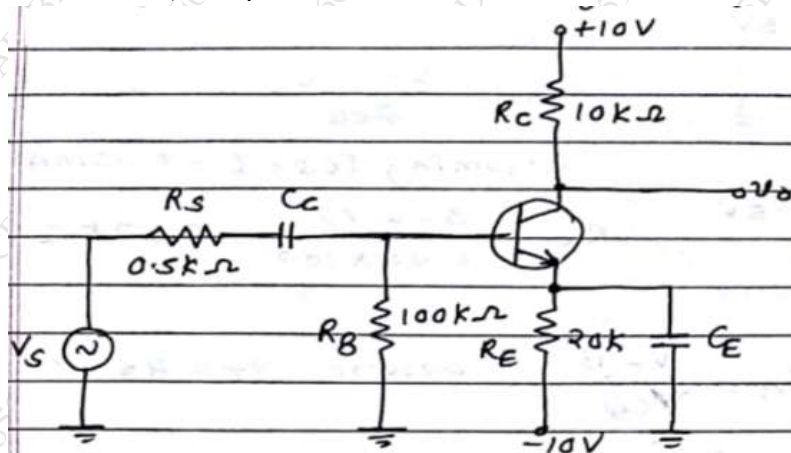 +10V
Rc 10KΩ
Rs Cc
vo
0.5KΩ
RB 100KΩ
RE 20K CE
Vs
-10V